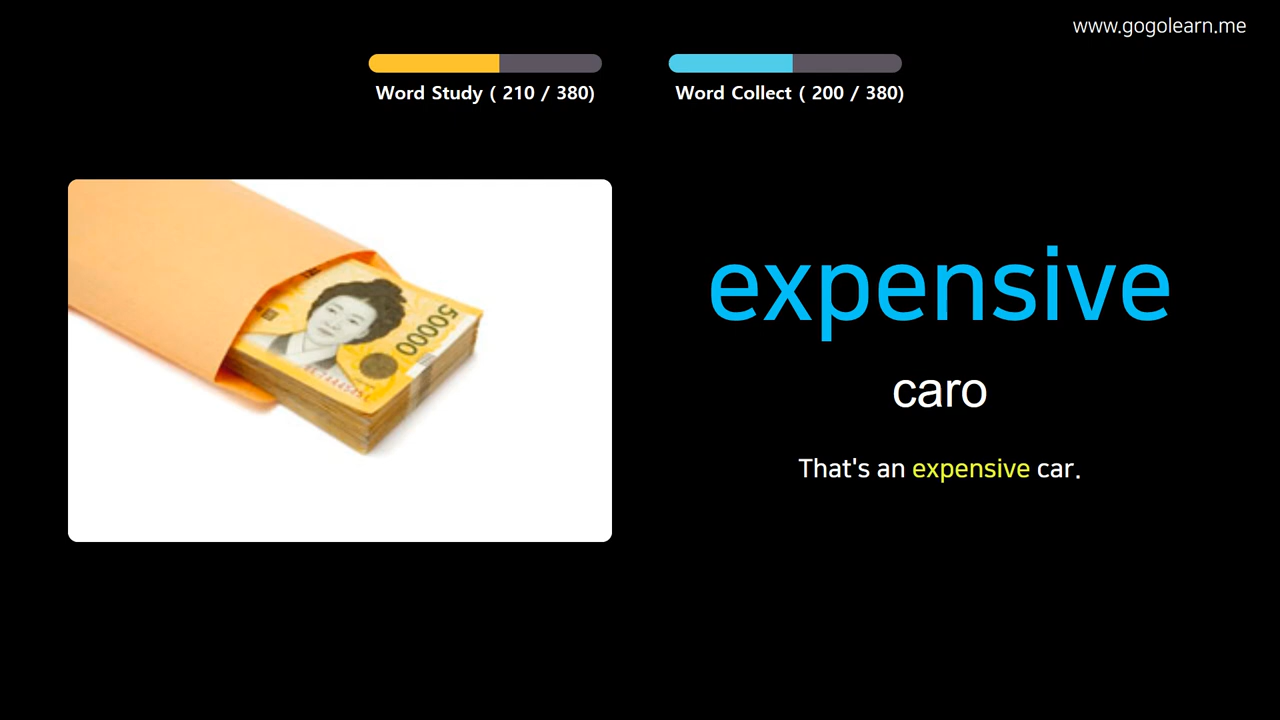 www.gogolearn.me
Word Study ( 210 / 380)
Word Collect ( 200 / 380)
50000
expensive
caro
That's an expensive car.